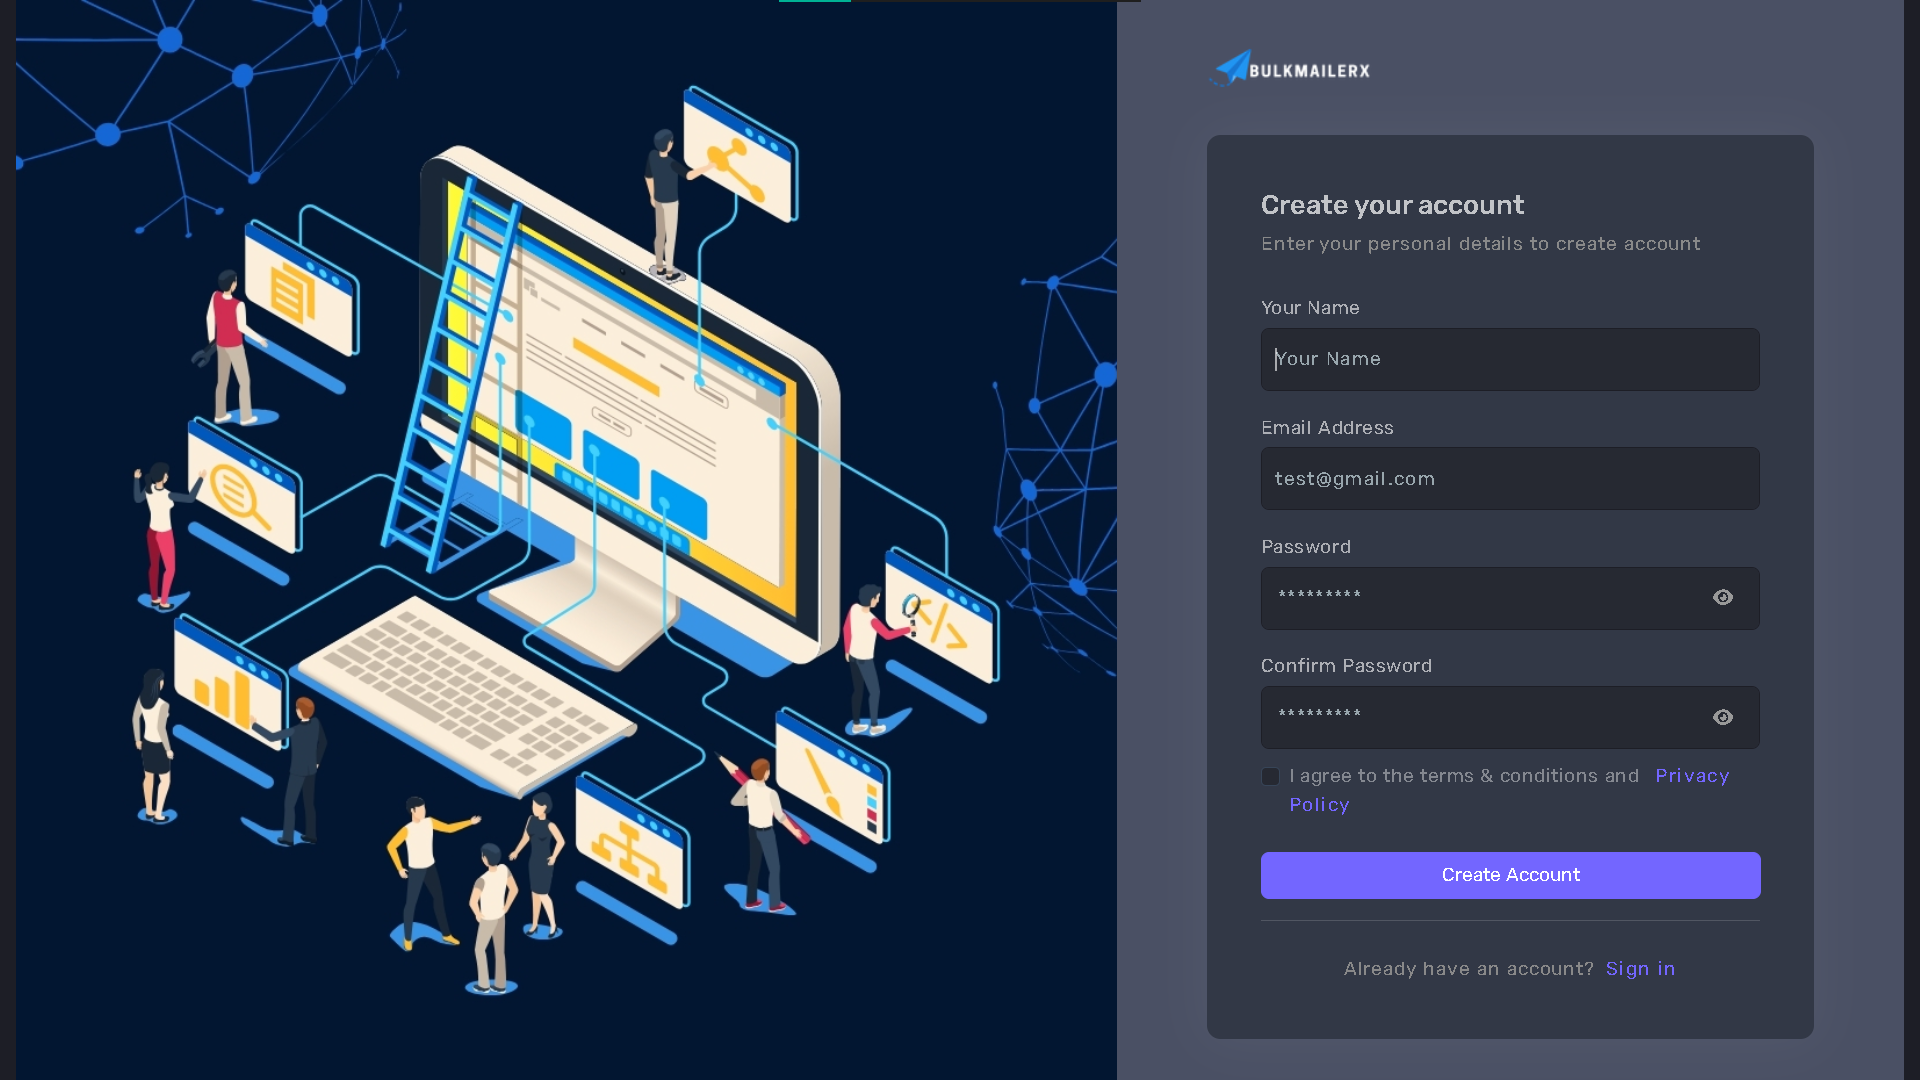 BULKMAILERX
Create your account
Enter your personal details to create account
Your Name
Your Name
Email Address
test@gmail.com
Password
*********
Confirm Password
*********
I agree to the terms & conditions and Privacy
Policy
Create Account
Already have an account? Sign in